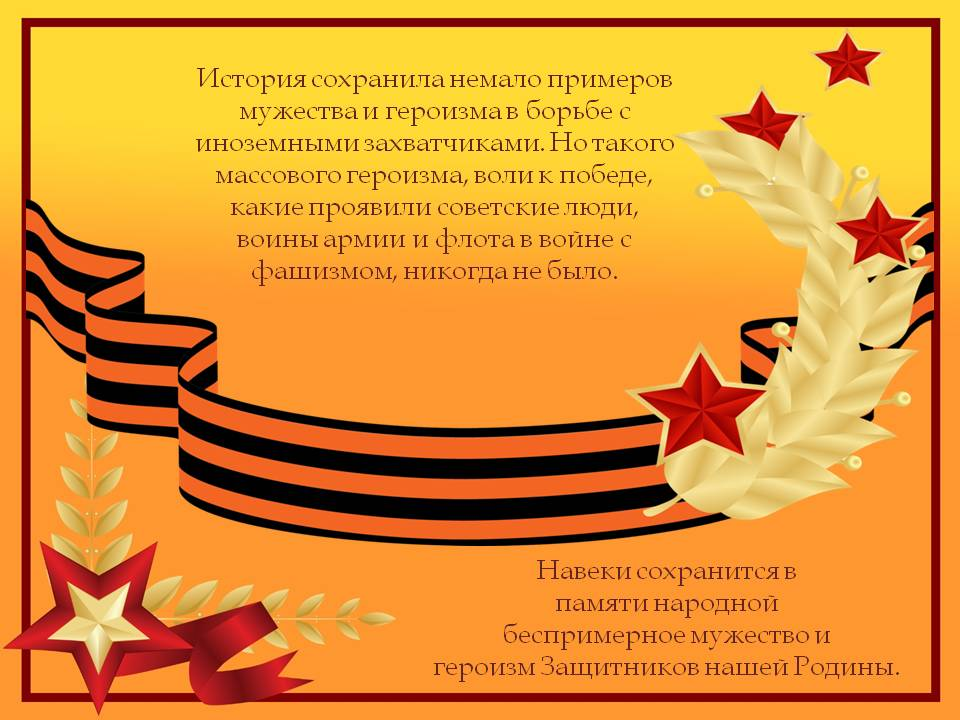 История сохранила немало примеров
мужества и героизма в борьбе с
иноземными захватчиками. Но такого
массового героизма, воли к победе,
какие проявили советские люди,
воины армии и флота в войне с
фашизмом, никогда не было.
Навеки сохранится в
памяти народной
беспримерное мужество и
героизм Защитников нашей Родины.